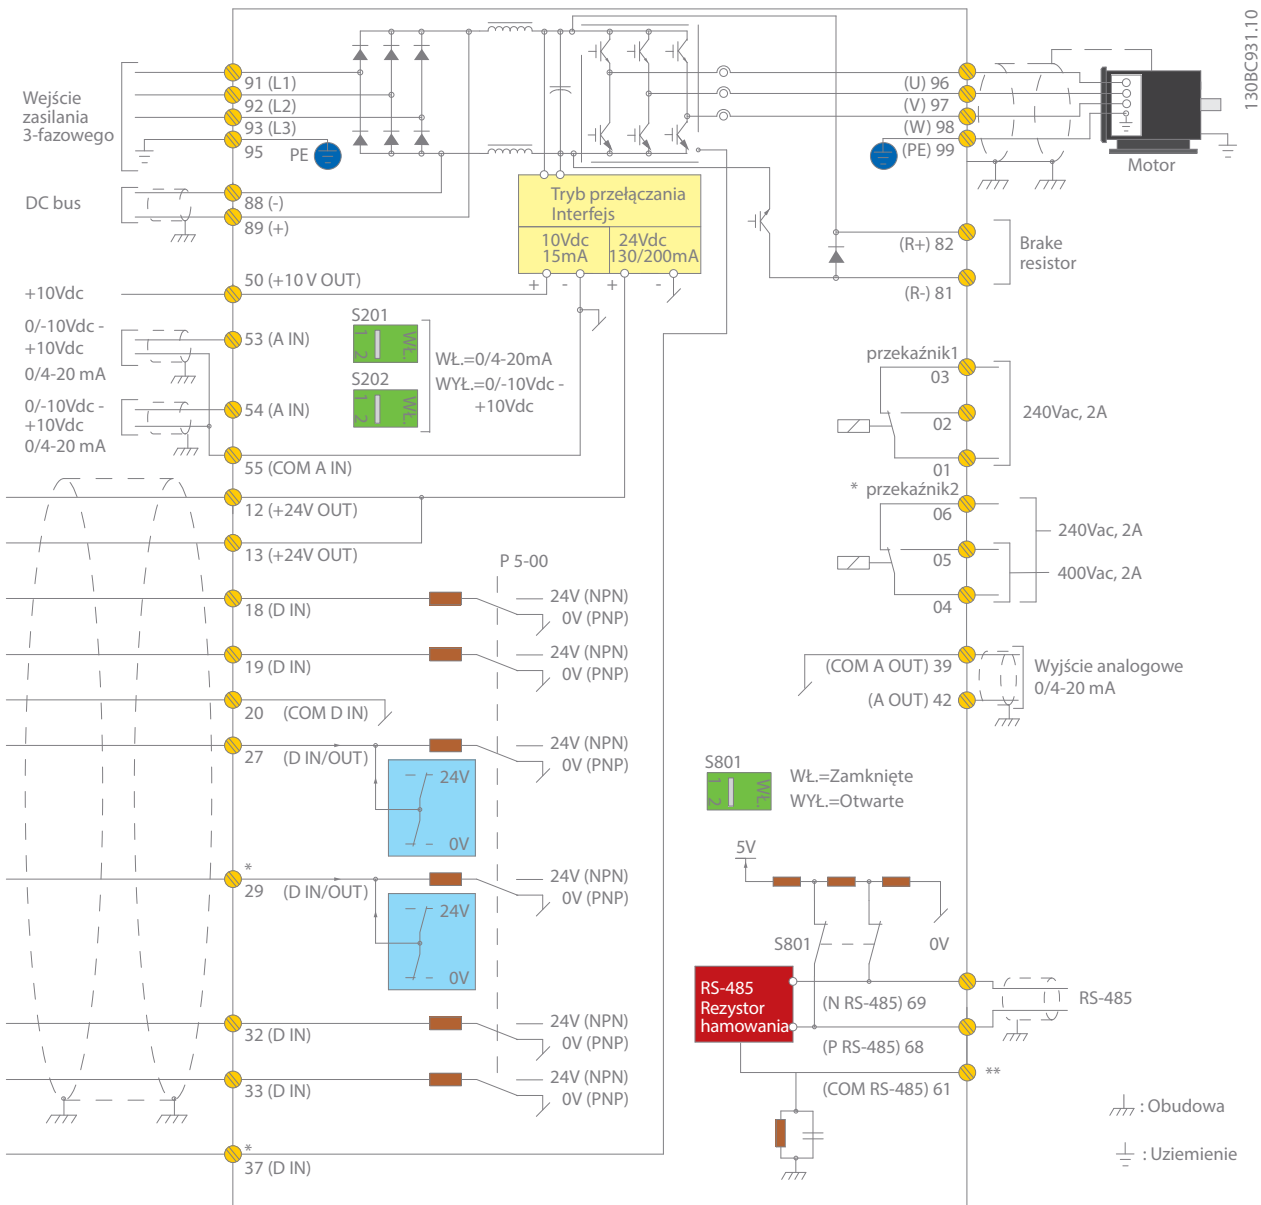 130BC931.10
Wejście
zasilania
3-fazowego
91 (L1)
92 (L2)
93 (L3)
95
PE
DC bus
88 (-)
89 (+)
+10Vdc
50 (+10 V OUT)
0/-10Vdc -
+10Vdc
0/4-20 mA
53 (A IN)
0/-10Vdc -
+10Vdc
0/4-20 mA
54 (A IN)
55 (COM A IN)
12 (+24V OUT)
13 (+24V OUT)
18 (D IN)
19 (D IN)
20 (COM D IN)
27 (D IN/OUT)
*
29 (D IN/OUT)
32 (D IN)
33 (D IN)
*
37 (D IN)
Tryb przełączania
Interfejs
10Vdc
15mA
24Vdc
130/200mA
+ - + -
S201
1 2 WŁ.
S202
1 2 WŁ.
WŁ.=0/4-20mA
WYŁ.=0/-10Vdc -
+10Vdc
P 5-00
24V (NPN)
0V (PNP)
24V (NPN)
0V (PNP)
24V (NPN)
0V (PNP)
24V
0V
24V (NPN)
0V (PNP)
24V
0V
24V (NPN)
0V (PNP)
24V (NPN)
0V (PNP)
(U) 96
(V) 97
(W) 98
(PE) 99
Motor
(R+) 82
(R-) 81
Brake
resistor
przekaźnik1
03
02
01
240Vac, 2A
* przekaźnik2
06
05
04
240Vac, 2A
400Vac, 2A
(COM A OUT) 39
(A OUT) 42
Wyjście analogowe
0/4-20 mA
S801
1 2 WŁ.
WŁ.=Zamknięte
WYŁ.=Otwarte
5V
S801
0V
RS-485
Rezystor
hamowania
(N RS-485) 69
(P RS-485) 68
(COM RS-485) 61
RS-485
**
: Obudowa
: Uziemienie